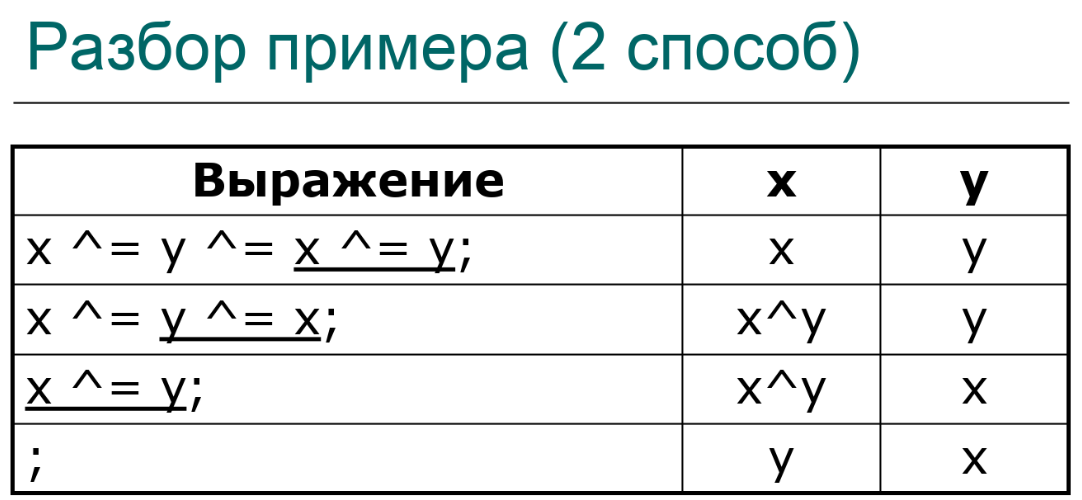 Разбор примера (2 способ)
Выражение x y
x ^= y ^= x ^= y; x y
x ^= y ^= x; x^y y
x ^= y; x^y x
; y x